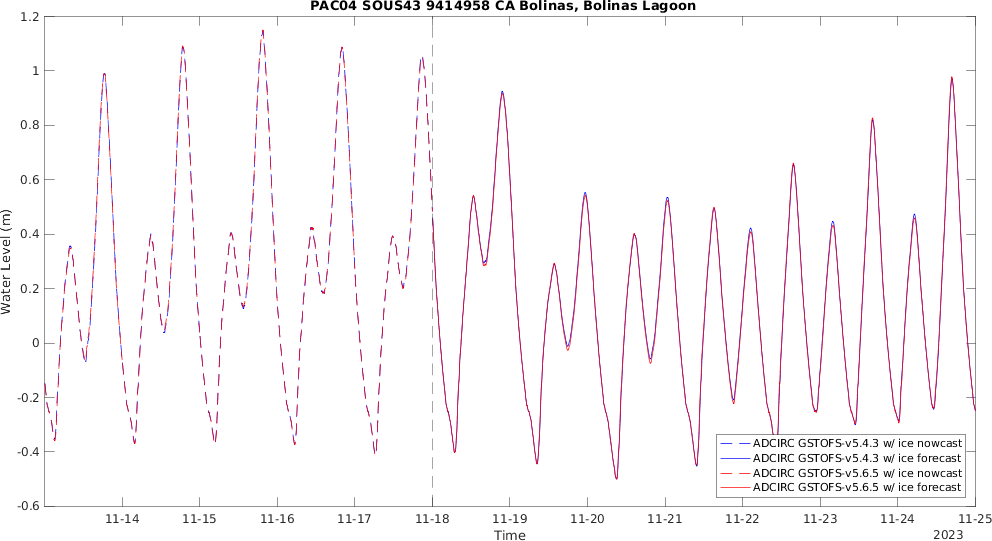 PAC04 SOUS43 9414958 CA Bolinas, Bolinas Lagoon
1.2
1
0.8
0.6
0.4
0.2
0
-0.2
-0.4
-0.6
Water Level (m)
ADCIRC GSTOFS-v5.4.3 w/ ice nowcast
ADCIRC GSTOFS-v5.4.3 w/ ice forecast
ADCIRC GSTOFS-v5.6.5 w/ ice nowcast
ADCIRC GSTOFS-v5.6.5 w/ ice forecast
11-14 11-15 11-16 11-17 11-18 11-19 11-20 11-21 11-22 11-23 11-24 11-25
Time
2023